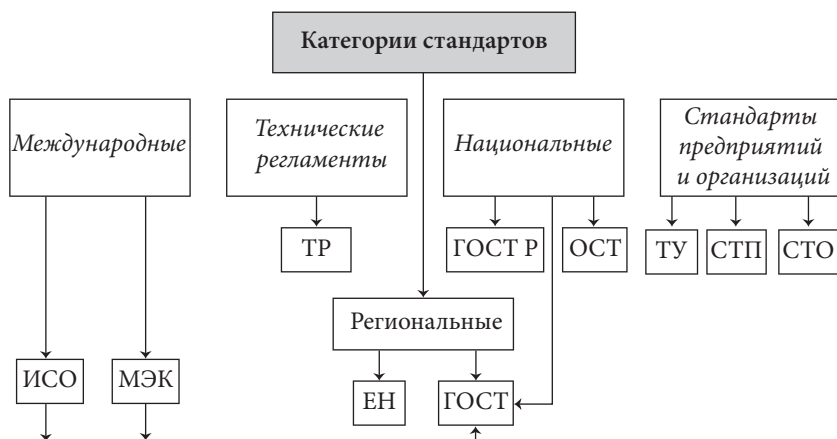 Категории стандартов
Международные
Технические
регламенты
Национальные
Стандарты
предприятий
и организаций
ТР
ГОСТ Р
ОСТ
ТУ
СТП
СТО
Региональные
ИСО
МЭК
ЕН
ГОСТ